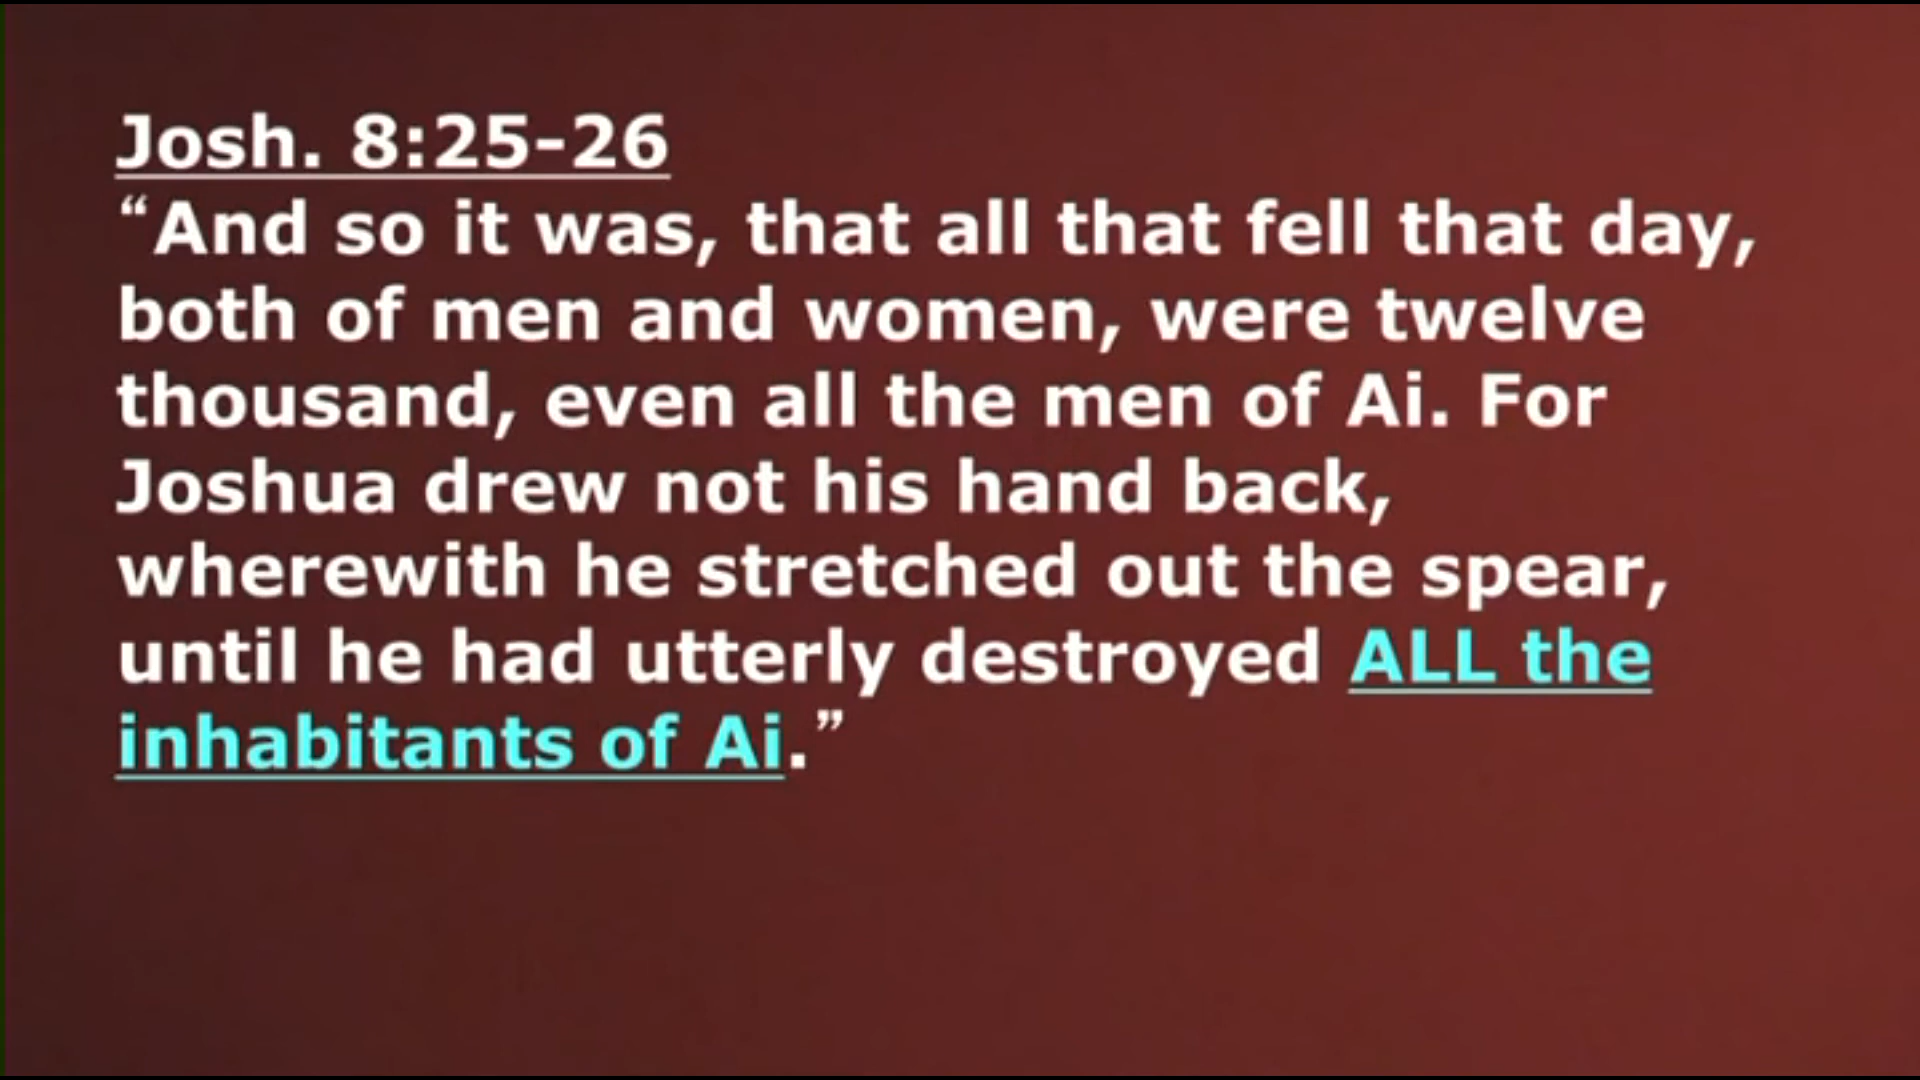 Josh. 8:25-26
“And so it was, that all that fell that day,
both of men and women, were twelve
thousand, even all the men of Ai. For
Joshua drew not his hand back,
wherewith he stretched out the spear,
until he had utterly destroyed ALL the
inhabitants of Ai.”